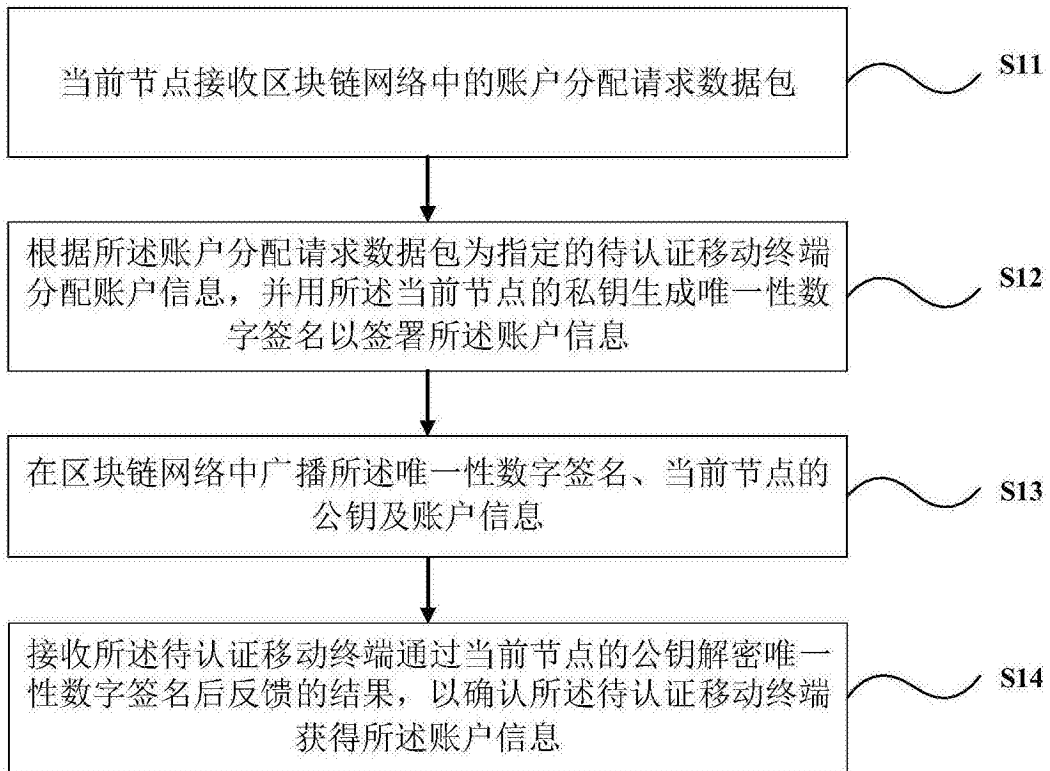 当前节点接收区块链网络中的账户分配请求数据包
S11
根据所述账户分配请求数据包为指定的待认证移动终端
分配账户信息，并用所述当前节点的私钥生成唯一性数
字签名以签署所述账户信息
S12
在区块链网络中广播所述唯一性数字签名、当前节点的
公钥及账户信息
S13
接收所述待认证移动终端通过当前节点的公钥解密唯一
性数字签名后反馈的结果，以确认所述待认证移动终端
获得所述账户信息
S14